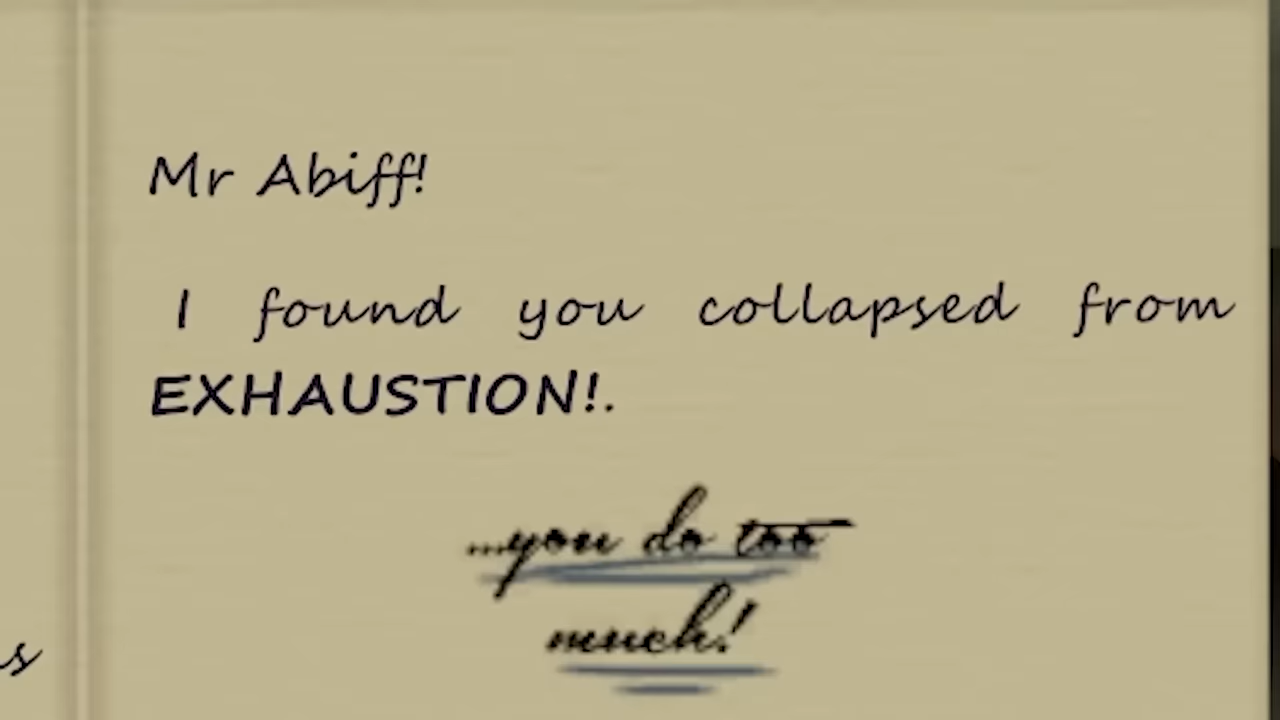 Mr Abiff!
I found you collapsed from
EXHAUSTION!.
...you do too
much!
s